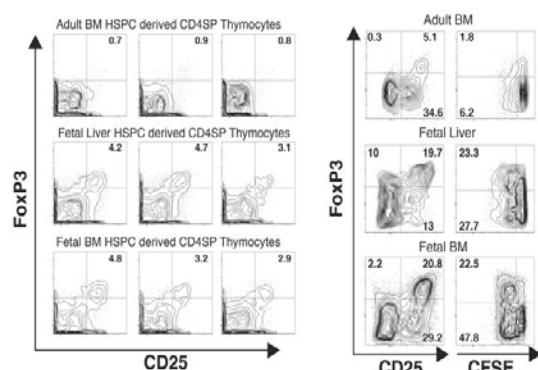 Adult BM HSPC derived CD4SP Thymocytes
0.7 0.9 0.8
Fetal Liver HSPC derived CD4SP Thymocytes
4.2 4.7 3.1
Fetal BM HSPC derived CD4SP Thymocytes
4.8 3.2 2.9
FoxP3
CD25
Adult BM
0.3 5.1 1.8
34.6 6.2
Fetal Liver
10 19.7 23.3
13 27.7
Fetal BM
2.2 20.8 22.5
29.2 47.8
FoxP3
CD25 CFSE